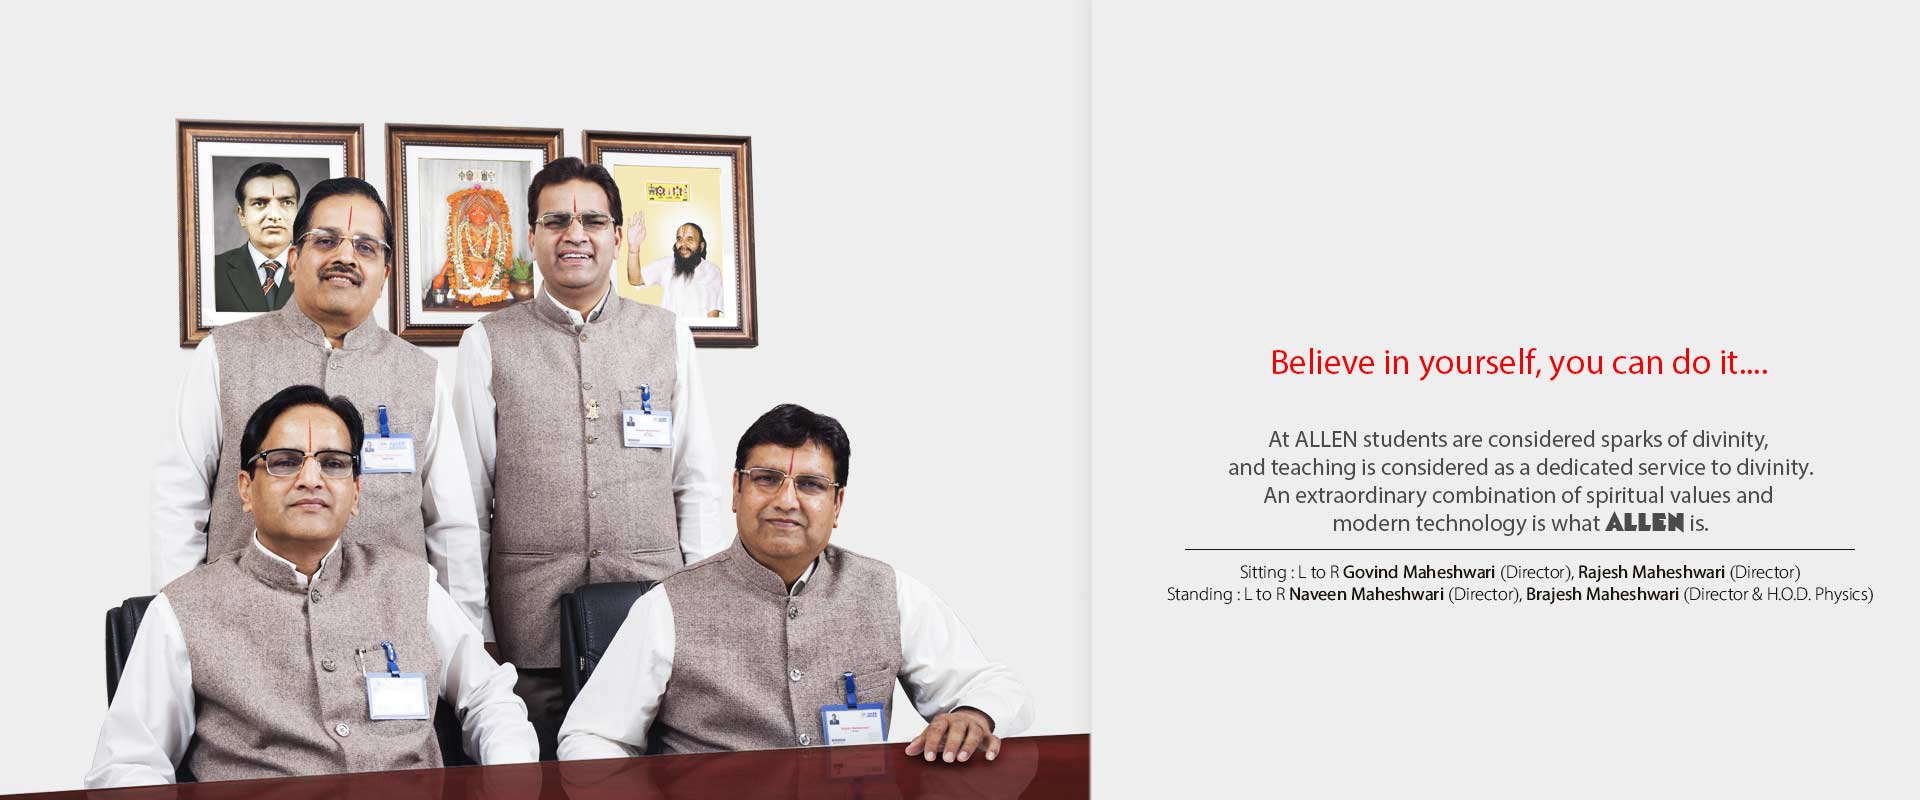 Believe in yourself, you can do it....
At ALLEN students are considered sparks of divinity,
and teaching is considered as a dedicated service to divinity.
An extraordinary combination of spiritual values and
modern technology is what ALLEN is.
Sitting : L to R Govind Maheshwari (Director), Rajesh Maheshwari (Director)
Standing : L to R Naveen Maheshwari (Director), Brajesh Maheshwari (Director & H.O.D. Physics)